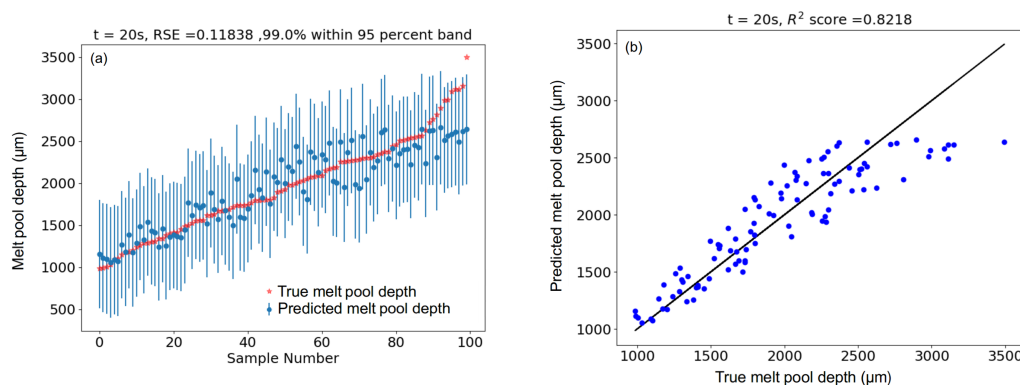 t = 20s, RSE =0.11838 ,99.0% within 95 percent band
(a)
3500
3000
2500
2000
1500
1000
500
Melt pool depth (μm)
True melt pool depth
Predicted melt pool depth
0
20
40
60
80
100
Sample Number
t = 20s, R² score =0.8218
(b)
3500
3000
2500
2000
1500
1000
Predicted melt pool depth (μm)
1000
1500
2000
2500
3000
3500
True melt pool depth (μm)